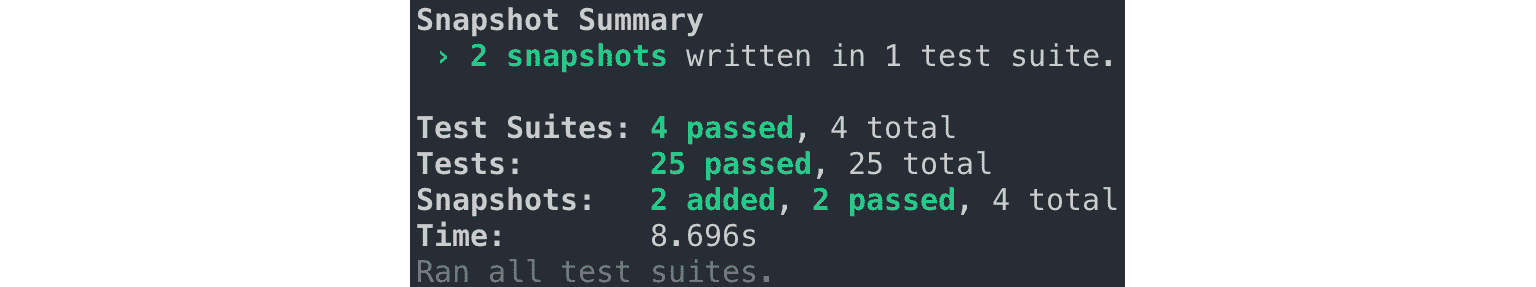 Snapshot Summary
› 2 snapshots written in 1 test suite.
Test Suites: 4 passed, 4 total
Tests: 25 passed, 25 total
Snapshots: 2 added, 2 passed, 4 total
Time: 8.696s
Ran all test suites.